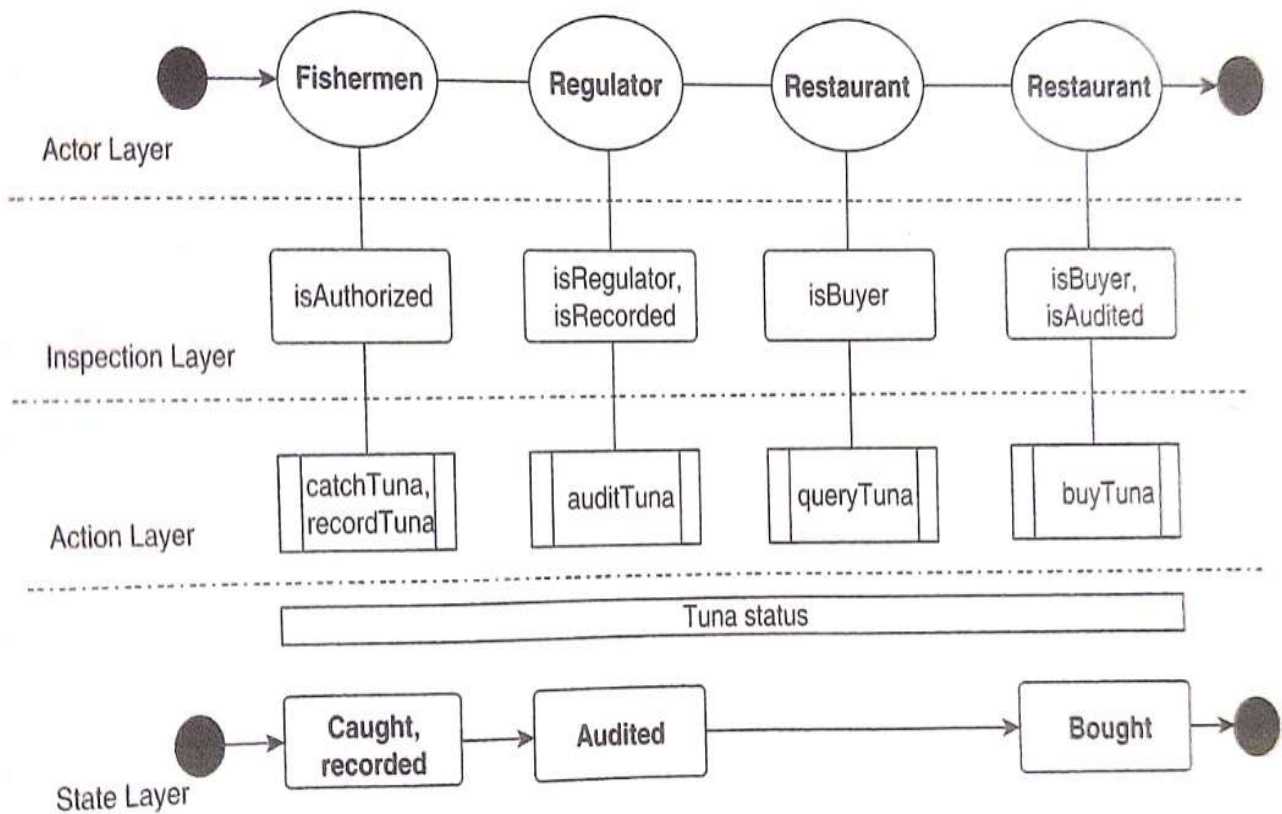 Fishermen
Regulator
Restaurant
Restaurant
Actor Layer
isAuthorized
isRegulator,
isRecorded
isBuyer
isBuyer,
isAudited
Inspection Layer
catchTuna,
recordTuna
auditTuna
queryTuna
buyTuna
Action Layer
Tuna status
Caught,
recorded
Audited
Bought
State Layer